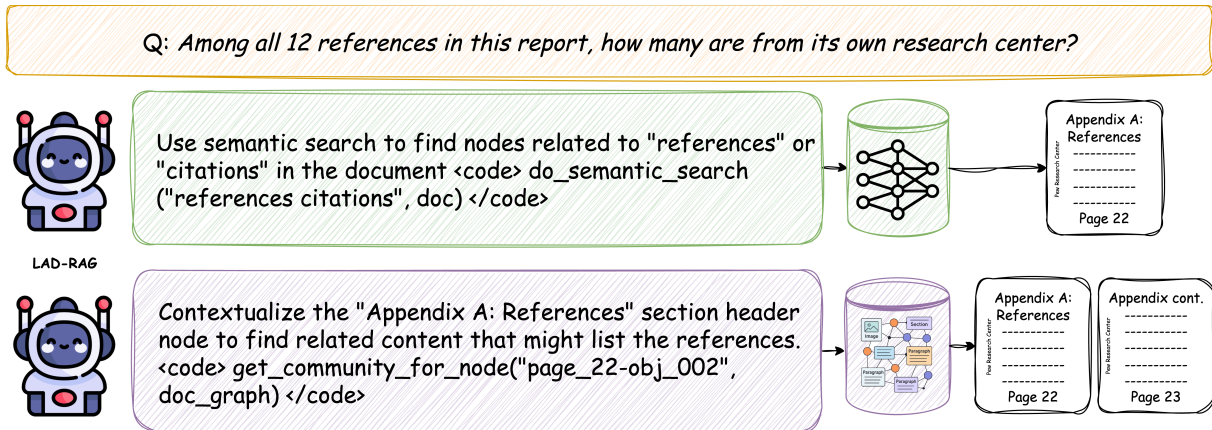 Q: Among all 12 references in this report, how many are from its own research center?
Use semantic search to find nodes related to "references" or
"citations" in the document <code> do_semantic_search
("references citations", doc) </code>
Appendix A:
References
Pew Research Center
Page 22
LAD-RAG
Contextualize the "Appendix A: References" section header
node to find related content that might list the references.
<code> get_community_for_node("page_22-obj_002",
doc_graph) </code>
Image
Section
Paragraph
Paragraph
Paragraph
Appendix A:
References
Pew Research Center
Page 22
Appendix cont.
Pew Research Center
Page 23